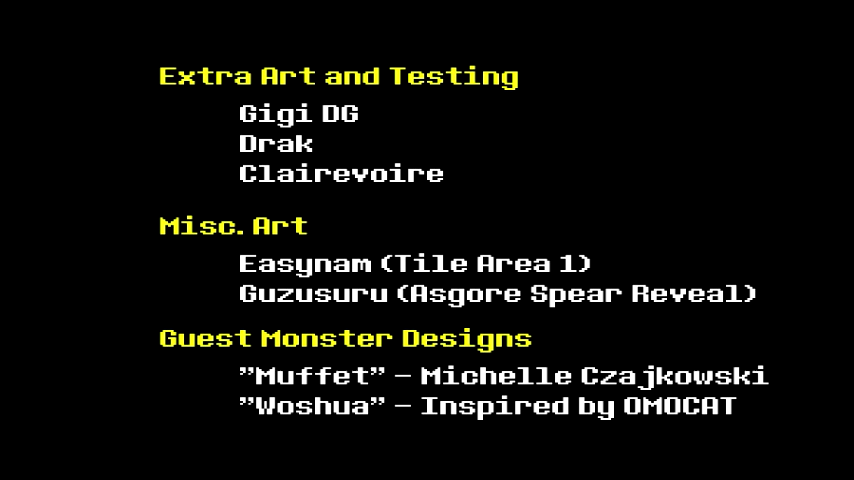 Extra Art and Testing
Gigi DG
Drak
Clairevoire
Misc. Art
Easynam (Tile Area 1)
Guzusuru (Asgore Spear Reveal)
Guest Monster Designs
"Muffet" - Michelle Czajkowski
"Woshua" - Inspired by OMOCAT